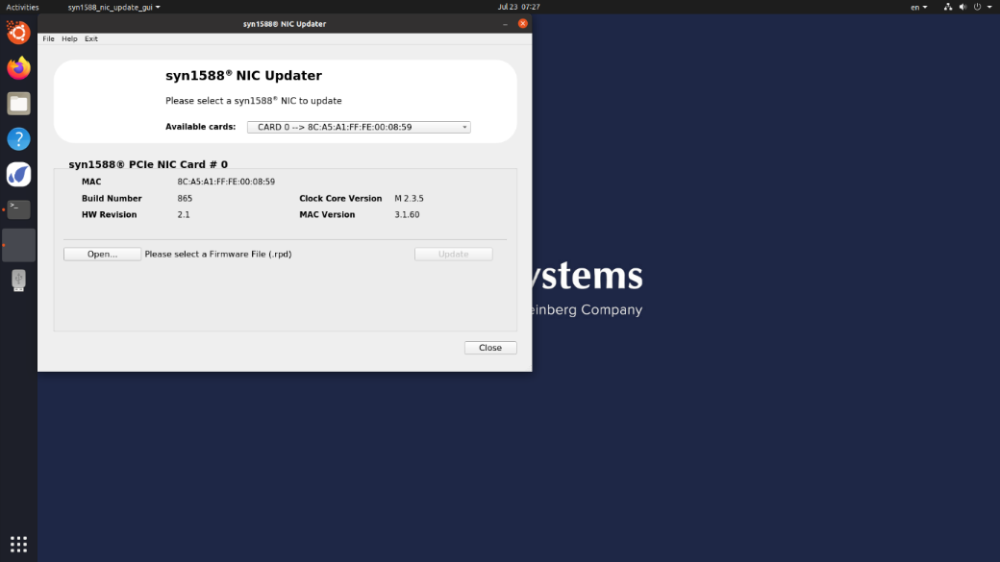 Activities syn1588_nic_update_gui Jul 23 07:27 en
syn1588® NIC Updater
File Help Exit
syn1588® NIC Updater
Please select a syn1588® NIC to update
Available cards: CARD 0 --> 8C:A5:A1:FF:FE:00:08:59
syn1588® PCIe NIC Card # 0
MAC 8C:A5:A1:FF:FE:00:08:59
Build Number 865 Clock Core Version M 2.3.5
HW Revision 2.1 MAC Version 3.1.60
Open... Please select a Firmware File (.rpd) Update
ystems
einberg Company
Close